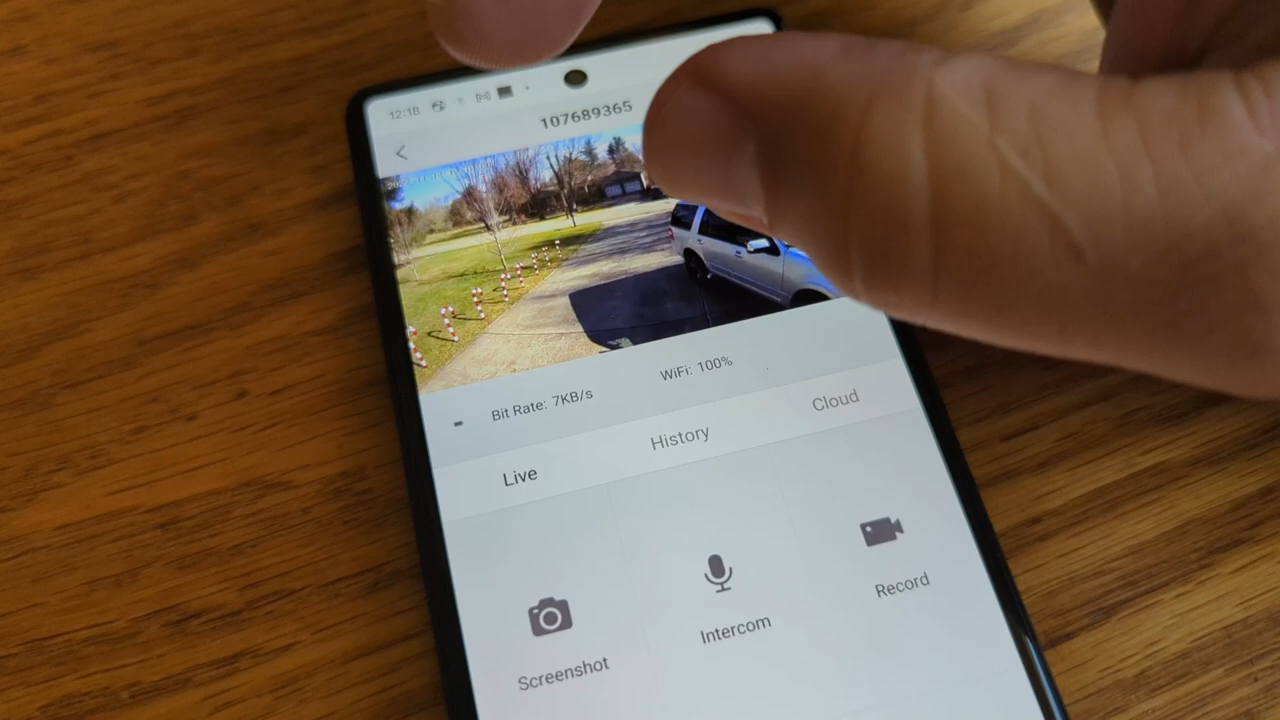 12:18
107689365
Bit Rate: 7KB/s
WiFi: 100%
Live
History
Cloud
Screenshot
Intercom
Record